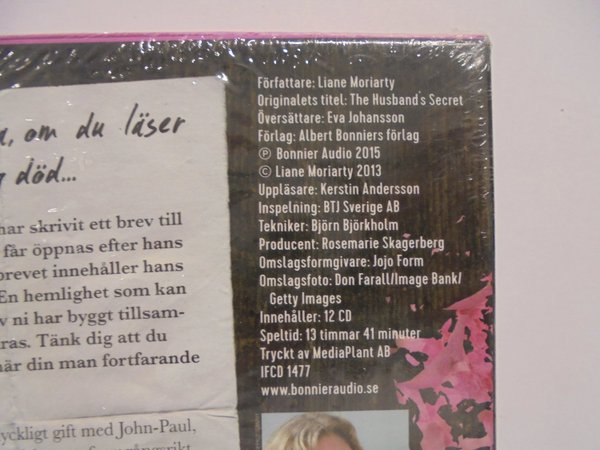 , om du läser
död...
har skrivit ett brev till
får öppnas efter hans
brevet innehåller hans
En hemlighet som kan
ni har byggt tillsam-
ras. Tänk dig att du
när din man fortfarande
yckligt gift med John-Paul,
Författare: Liane Moriarty
Originalets titel: The Husband's Secret
Översättare: Eva Johansson
Förlag: Albert Bonniers förlag
℗ Bonnier Audio 2015
© Liane Moriarty 2013
Uppläsare: Kerstin Andersson
Inspelning: BTJ Sverige AB
Tekniker: Björn Björkholm
Producent: Rosemarie Skagerberg
Omslagsformgivare: Jojo Form
Omslagsfoto: Don Farall/Image Bank/
Getty Images
Innehåller: 12 CD
Speltid: 13 timmar 41 minuter
Tryckt av MediaPlant AB
IFCD 1477
www.bonnieraudio.se